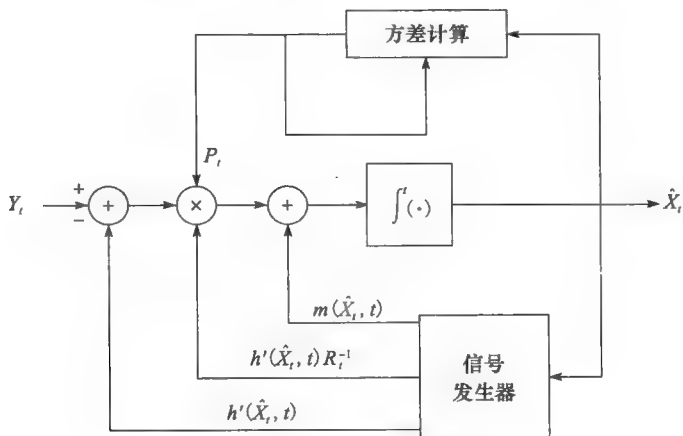 方差计算
P_t
Y_t
+
−
+
×
+
∫^t(·)
X̂_t
m(X̂_t, t)
h′(X̂_t, t)R_t^{-1}
h′(X̂_t, t)
信号
发生器